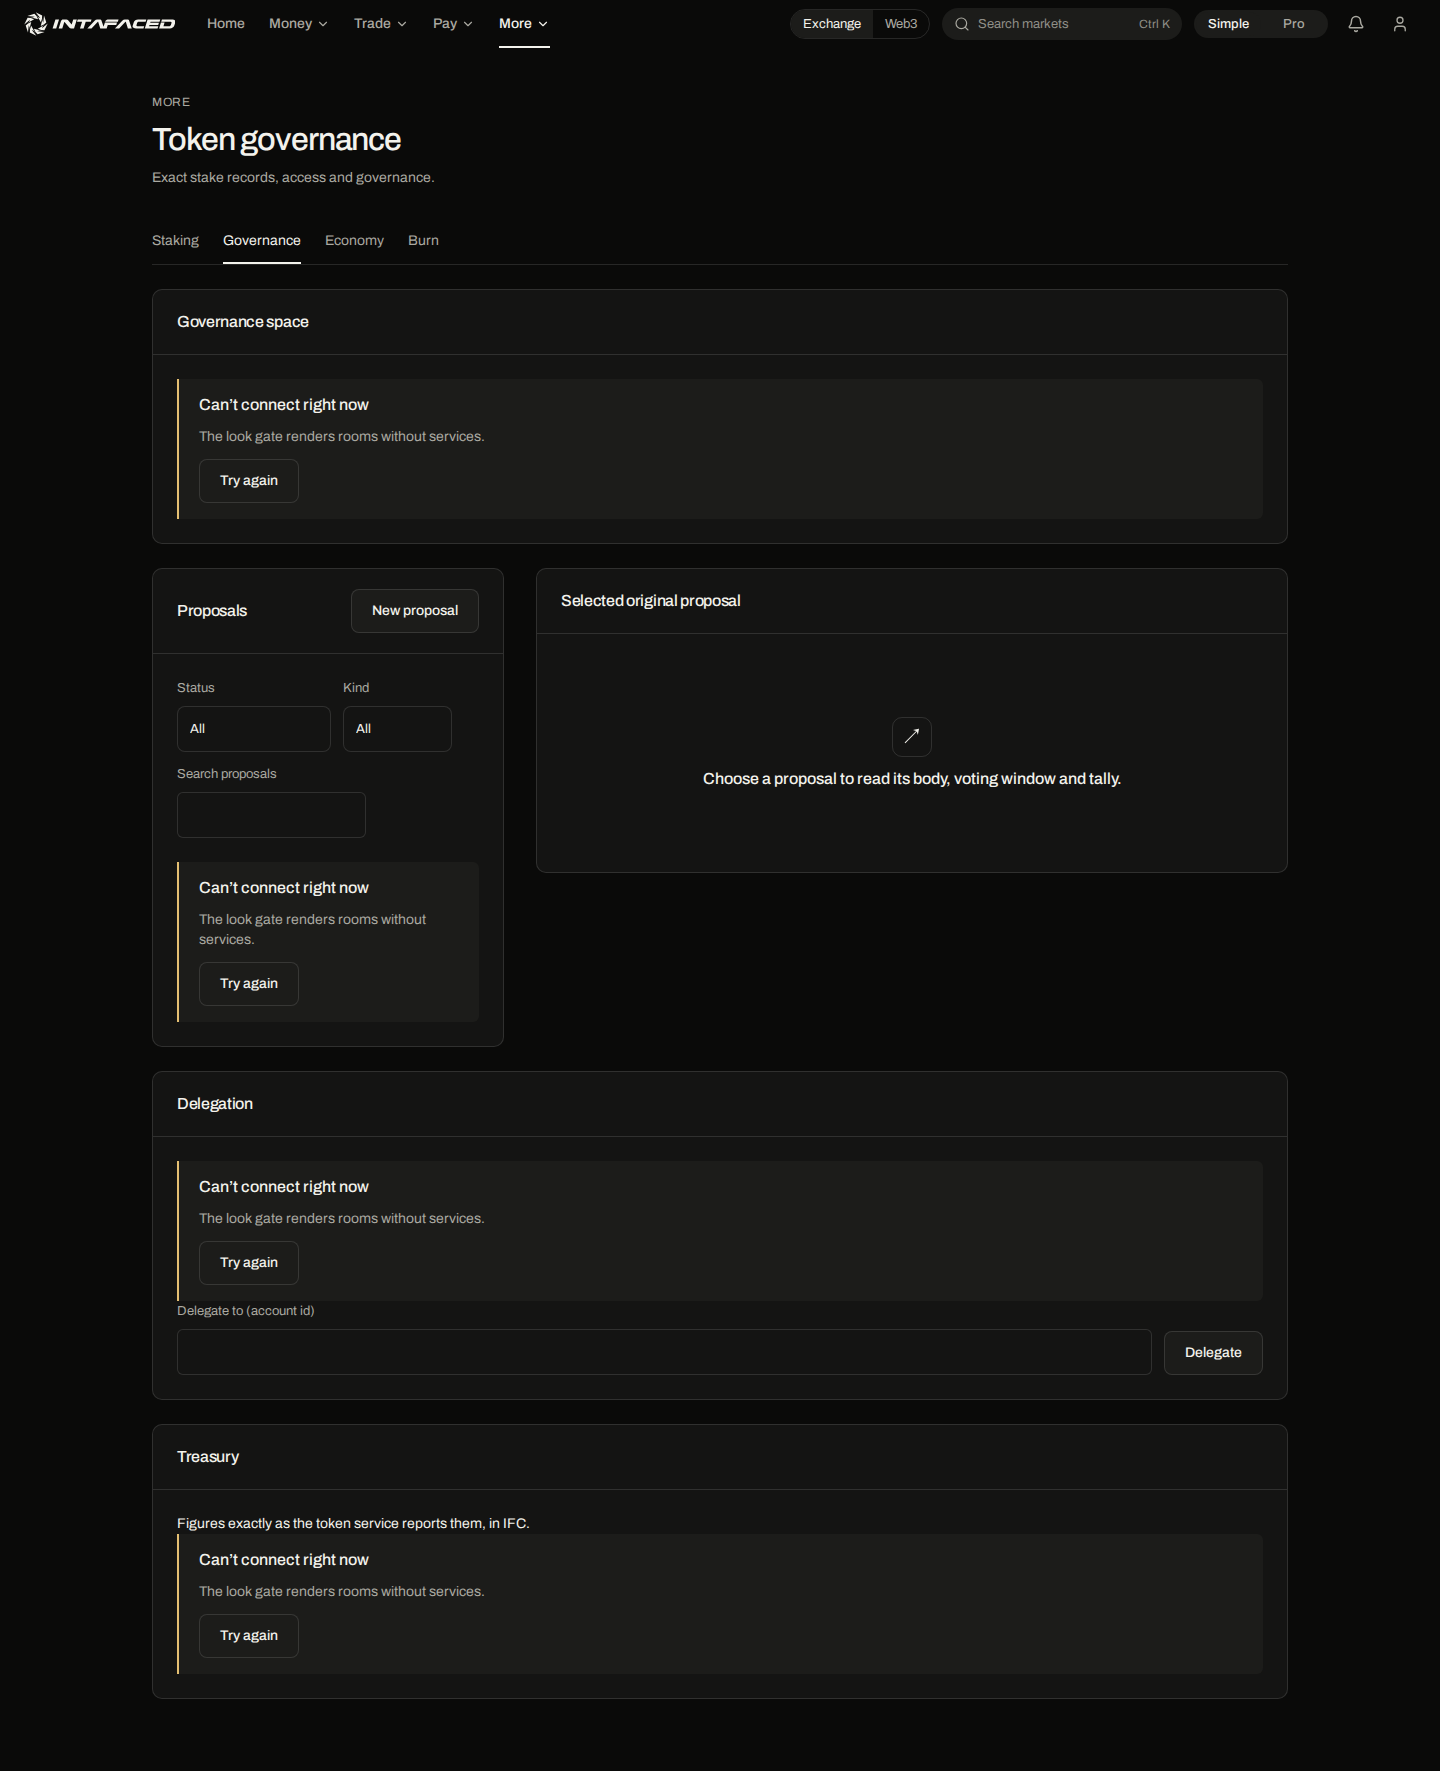 INTAFACED Home Money Trade Pay More Exchange Web3 Search markets Ctrl K Simple Pro
MORE
Token governance
Exact stake records, access and governance.
Staking Governance Economy Burn
Governance space
Can’t connect right now
The look gate renders rooms without services.
Try again
Proposals New proposal
Status Kind
All All
Search proposals
Can’t connect right now
The look gate renders rooms without
services.
Try again
Selected original proposal
Choose a proposal to read its body, voting window and tally.
Delegation
Can’t connect right now
The look gate renders rooms without services.
Try again
Delegate to (account id)
Delegate
Treasury
Figures exactly as the token service reports them, in IFC.
Can’t connect right now
The look gate renders rooms without services.
Try again